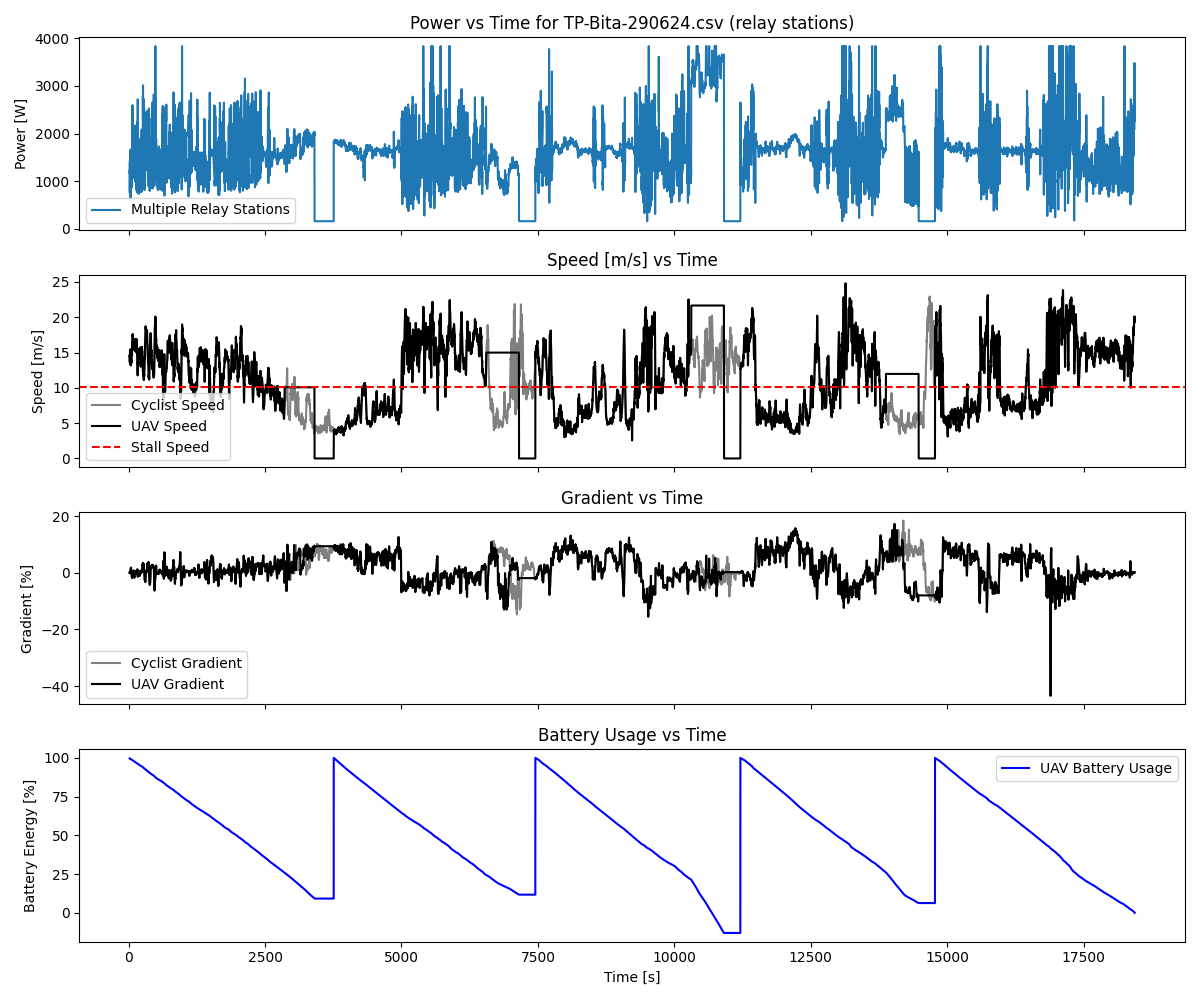 Power vs Time for TP-Bita-290624.csv (relay stations)
4000
3000
2000
1000
0
Power [W]
Multiple Relay Stations
Speed [m/s] vs Time
25
20
15
10
5
0
Speed [m/s]
Cyclist Speed
UAV Speed
Stall Speed
Gradient vs Time
20
0
−20
−40
Gradient [%]
Cyclist Gradient
UAV Gradient
Battery Usage vs Time
100
75
50
25
0
Battery Energy [%]
UAV Battery Usage
0 2500 5000 7500 10000 12500 15000 17500
Time [s]